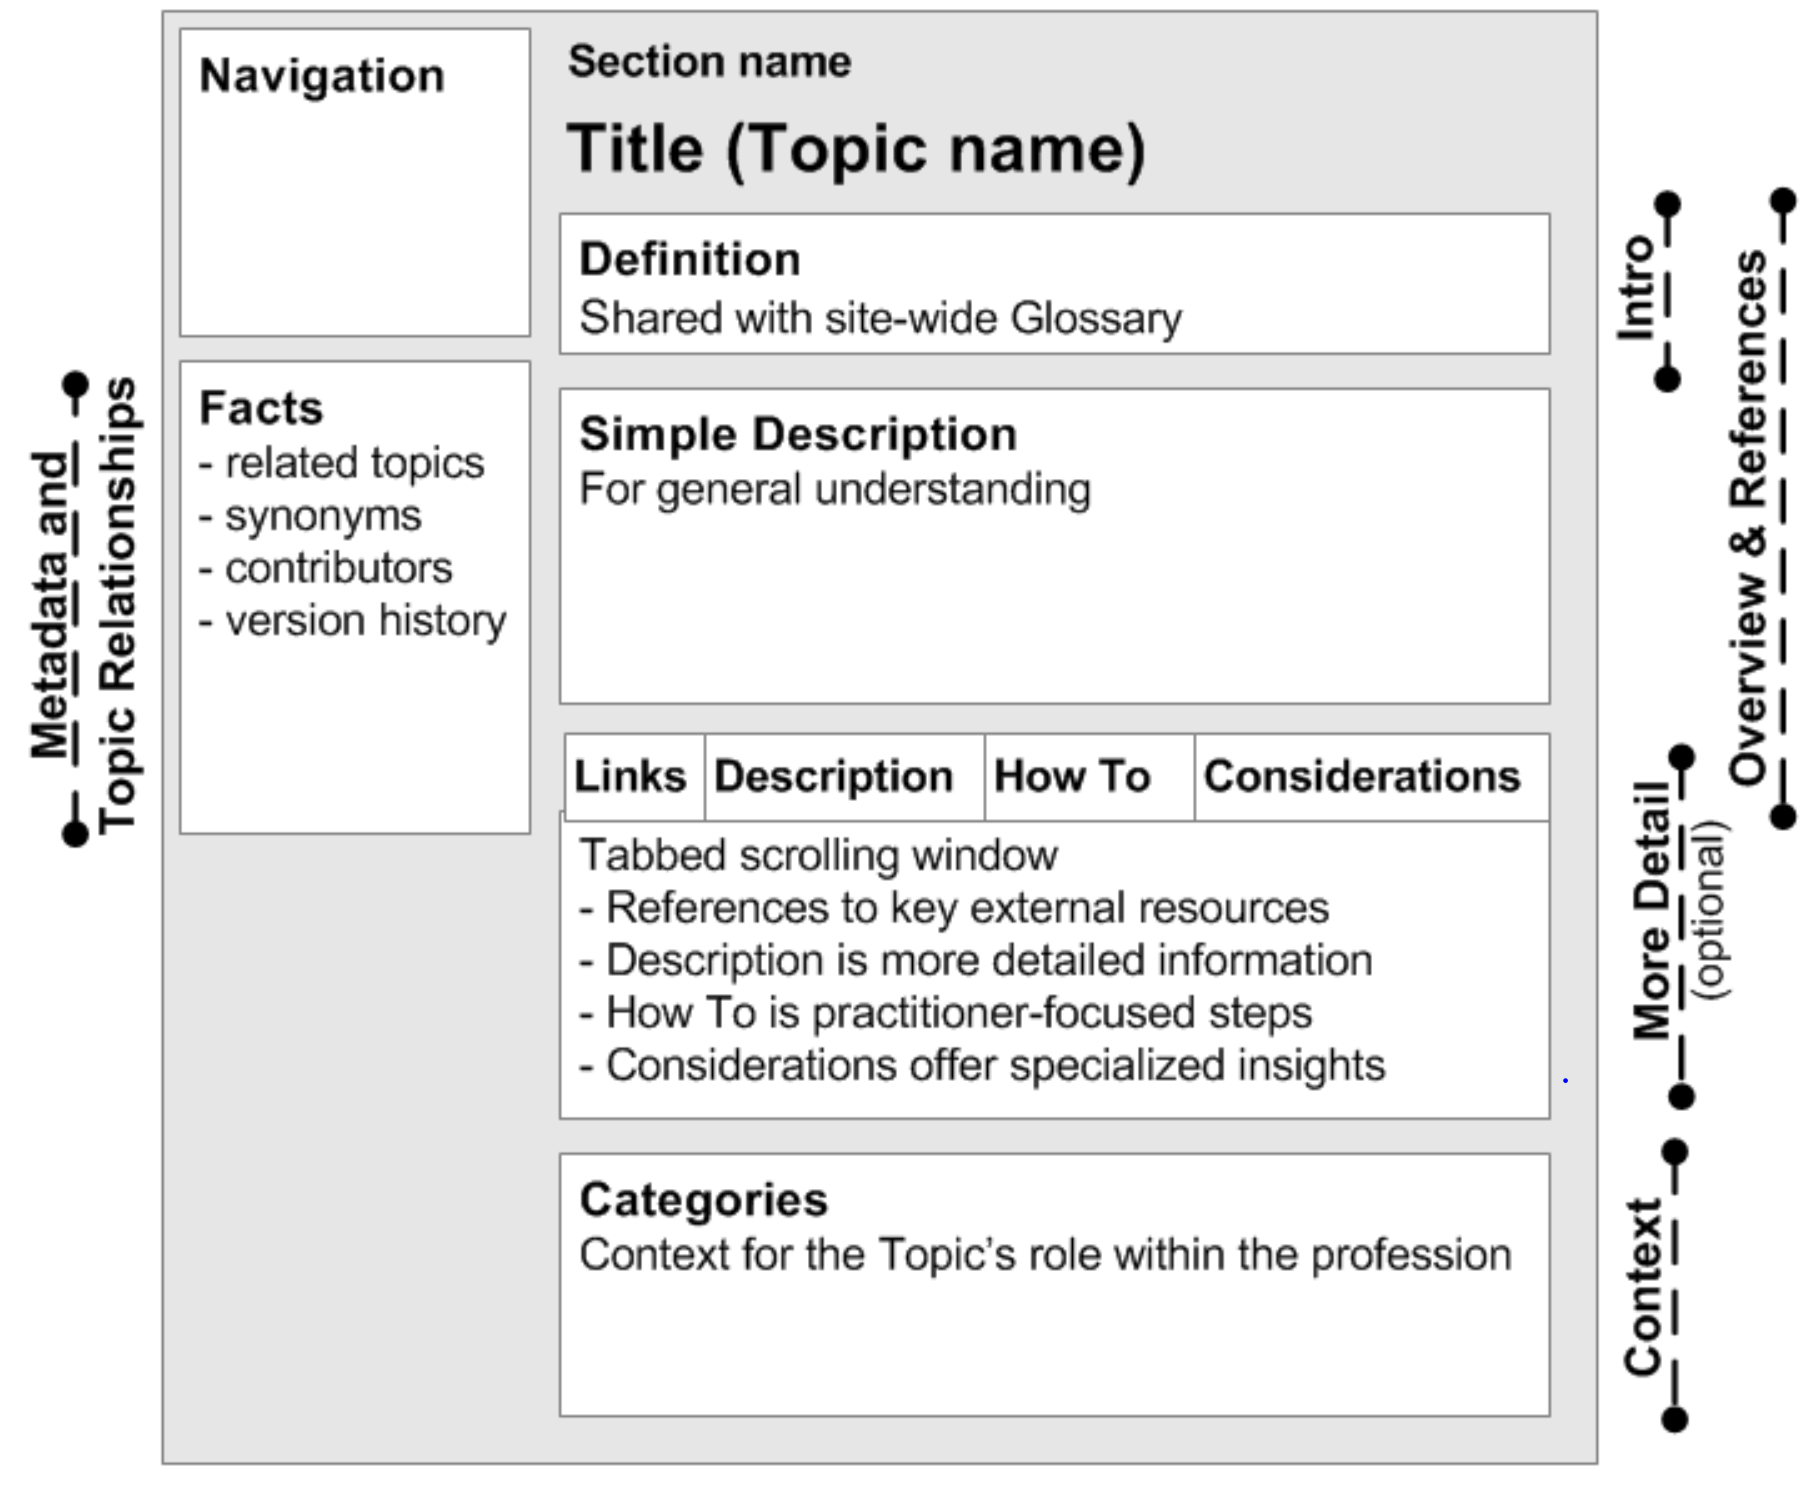 Navigation
Section name
Title (Topic name)
Definition
Shared with site-wide Glossary
Facts
- related topics
- synonyms
- contributors
- version history
Simple Description
For general understanding
Links
Description
How To
Considerations
Tabbed scrolling window
- References to key external resources
- Description is more detailed information
- How To is practitioner-focused steps
- Considerations offer specialized insights
Categories
Context for the Topic’s role within the profession
Metadata and
Topic Relationships
Intro
Overview & References
More Detail
(optional)
Context